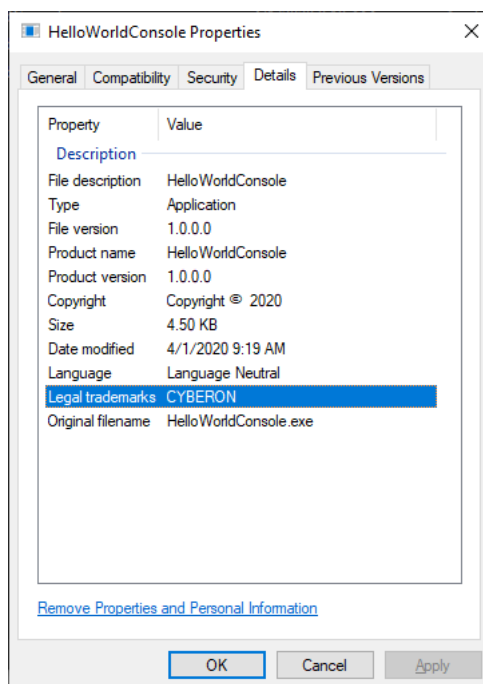 HelloWorldConsole Properties
General Compatibility Security Details Previous Versions
Property Value
Description
File description HelloWorldConsole
Type Application
File version 1.0.0.0
Product name HelloWorldConsole
Product version 1.0.0.0
Copyright Copyright © 2020
Size 4.50 KB
Date modified 4/1/2020 9:19 AM
Language Language Neutral
Legal trademarks CYBERON
Original filename HelloWorldConsole.exe
Remove Properties and Personal Information
OK Cancel Apply